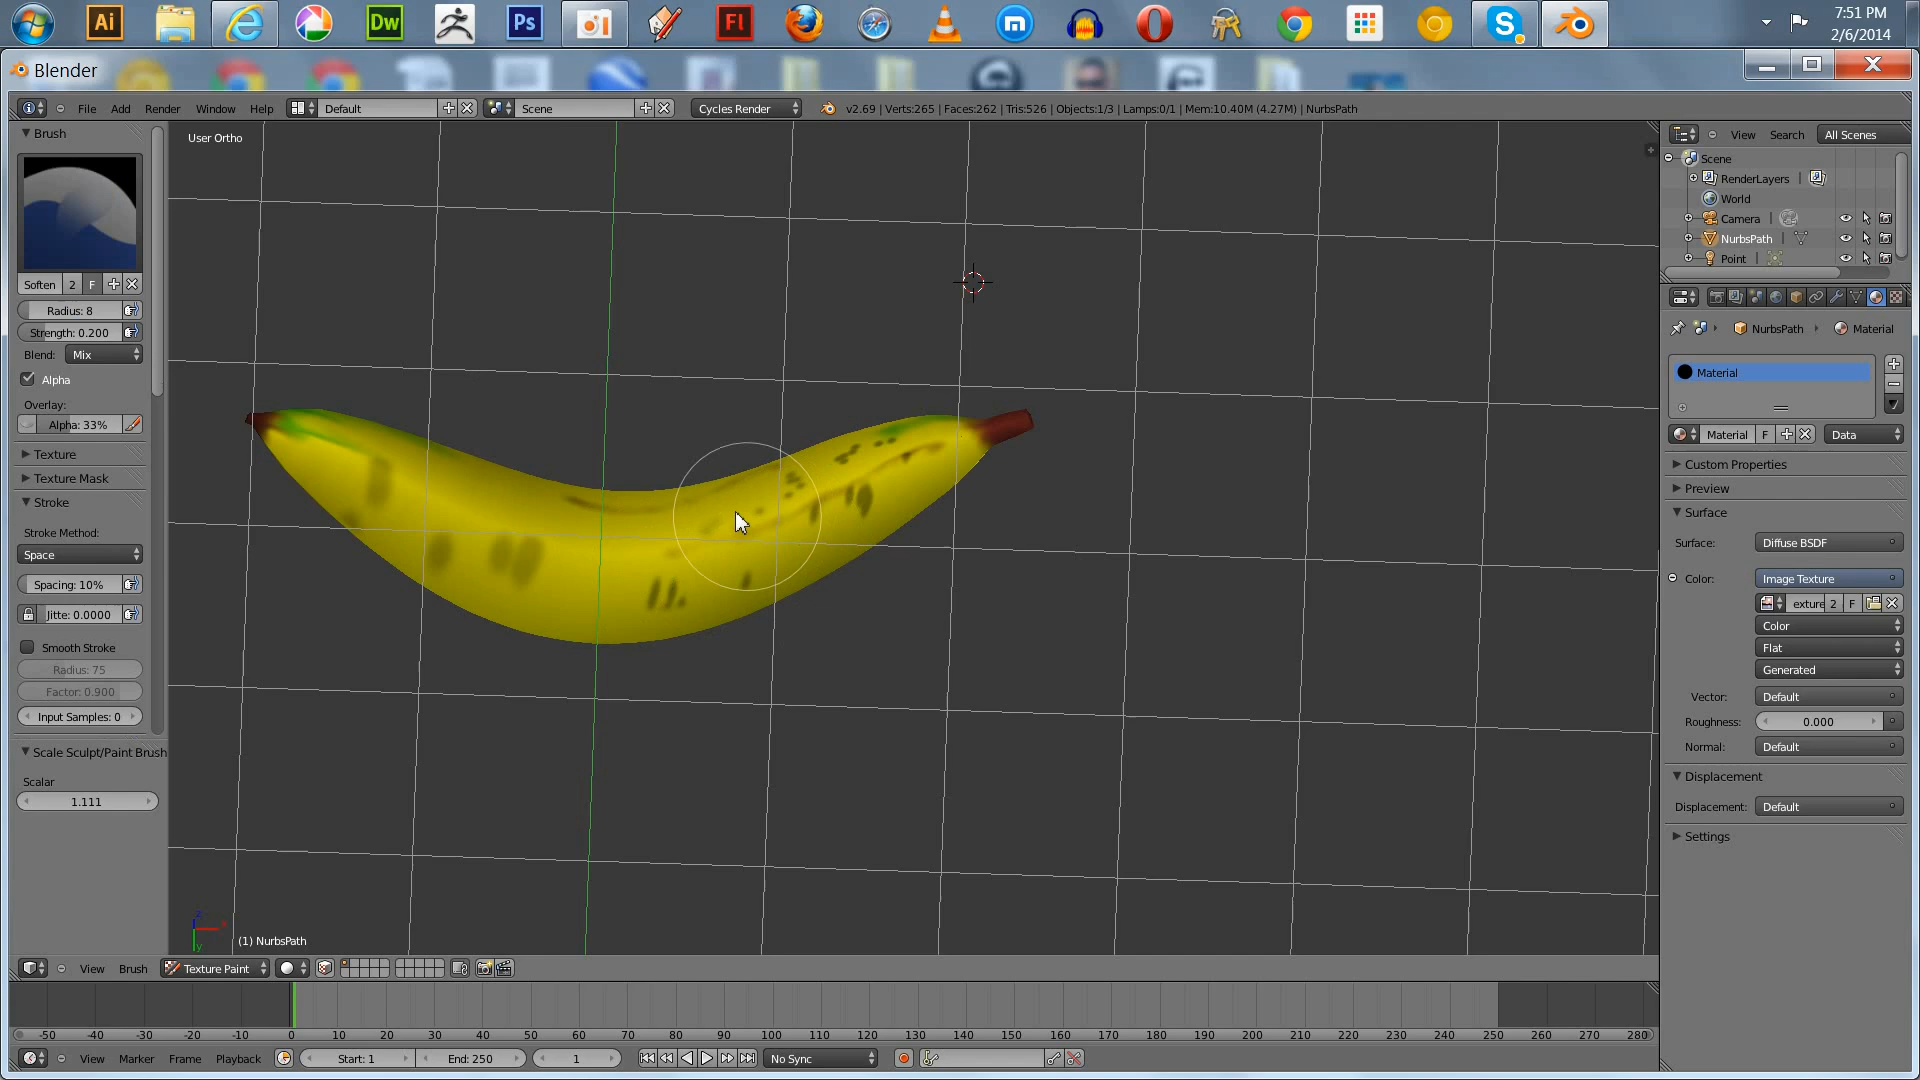 Ai
Dw
Ps
Fl
7:51 PM
2/6/2014
Blender
File Add Render Window Help Default Scene Cycles Render v2.69 | Verts:265 | Faces:262 | Tris:526 | Objects:1/3 | Lamps:0/1 | Mem:10.40M (4.27M) | NurbsPath
Brush
User Ortho
Soften 2 F
Radius: 8
Strength: 0.200
Blend: Mix
Alpha
Overlay:
Alpha: 33%
Texture
Texture Mask
Stroke
Stroke Method:
Space
Spacing: 10%
Jitte: 0.0000
Smooth Stroke
Radius: 75
Factor: 0.900
Input Samples: 0
Scale Sculpt/Paint Brush
Scalar
1.111
z
y
(1) NurbsPath
View Brush Texture Paint
-50 -40 -30 -20 -10 0 10 20 30 40 50 60 70 80 90 100 110 120 130 140 150 160 170 180 190 200 210 220 230 240 250 260 270 280
View Marker Frame Playback Start: 1 End: 250 1 No Sync
View Search All Scenes
Scene
RenderLayers
World
Camera
NurbsPath
Point
NurbsPath Material
Material
Material F Data
Custom Properties
Preview
Surface
Surface: Diffuse BSDF
Color: Image Texture
exture 2 F
Color
Flat
Generated
Vector: Default
Roughness: 0.000
Normal: Default
Displacement
Displacement: Default
Settings